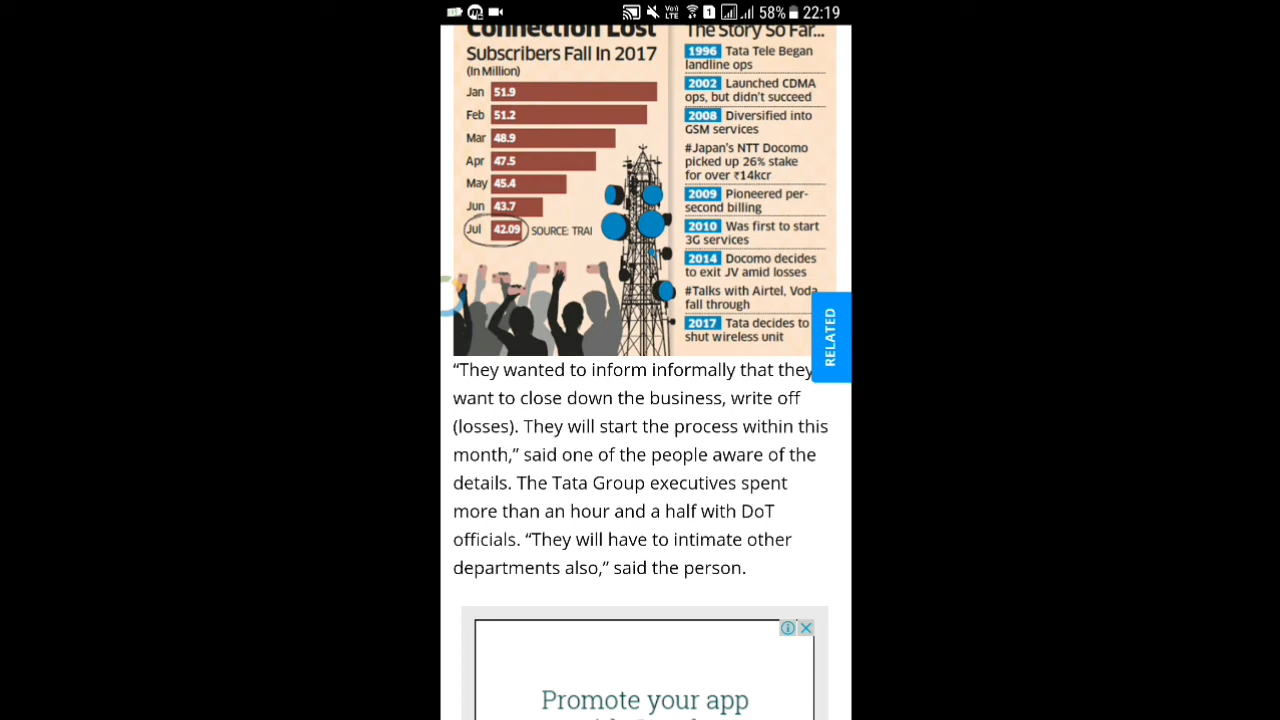 58% 22:19
Connection Lost
Subscribers Fall In 2017
(In Million)
Jan 51.9
Feb 51.2
Mar 48.9
Apr 47.5
May 45.4
Jun 43.7
Jul 42.09 SOURCE: TRAI
The Story So Far...
1996 Tata Tele Began
landline ops
2002 Launched CDMA
ops, but didn't succeed
2008 Diversified into
GSM services
#Japan's NTT Docomo
picked up 26% stake
for over ₹14kcr
2009 Pioneered per-
second billing
2010 Was first to start
3G services
2014 Docomo decides
to exit JV amid losses
#Talks with Airtel, Voda
fall through
2017 Tata decides to
shut wireless unit
RELATED
“They wanted to inform informally that they
want to close down the business, write off
(losses). They will start the process within this
month,” said one of the people aware of the
details. The Tata Group executives spent
more than an hour and a half with DoT
officials. “They will have to intimate other
departments also,” said the person.
Promote your app